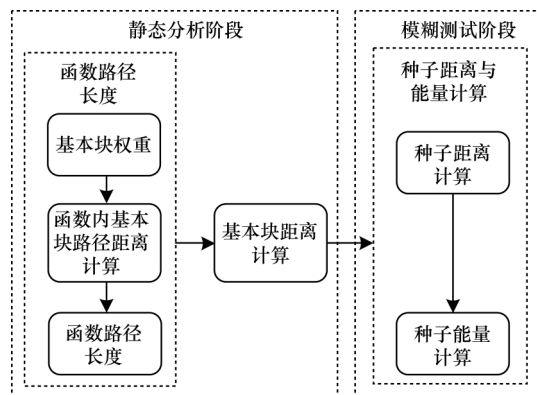 静态分析阶段
函数路径
长度
基本块权重
函数内基本
块路径距离
计算
函数路径
长度
基本块距离
计算
模糊测试阶段
种子距离与
能量计算
种子距离
计算
种子能量
计算